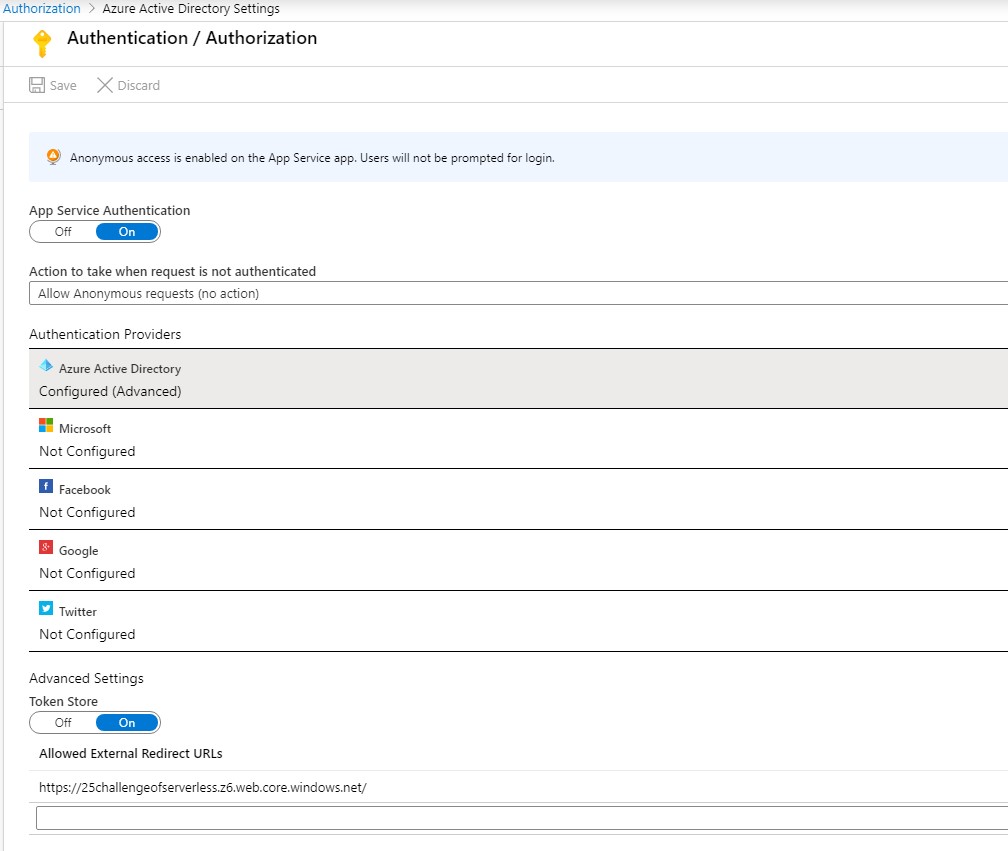 Authorization > Azure Active Directory Settings
Authentication / Authorization
Save Discard
Anonymous access is enabled on the App Service app. Users will not be prompted for login.
App Service Authentication
Off On
Action to take when request is not authenticated
Allow Anonymous requests (no action)
Authentication Providers
Azure Active Directory
Configured (Advanced)
Microsoft
Not Configured
f Facebook
Not Configured
g+ Google
Not Configured
Twitter
Not Configured
Advanced Settings
Token Store
Off On
Allowed External Redirect URLs
https://25challengeofserverless.z6.web.core.windows.net/